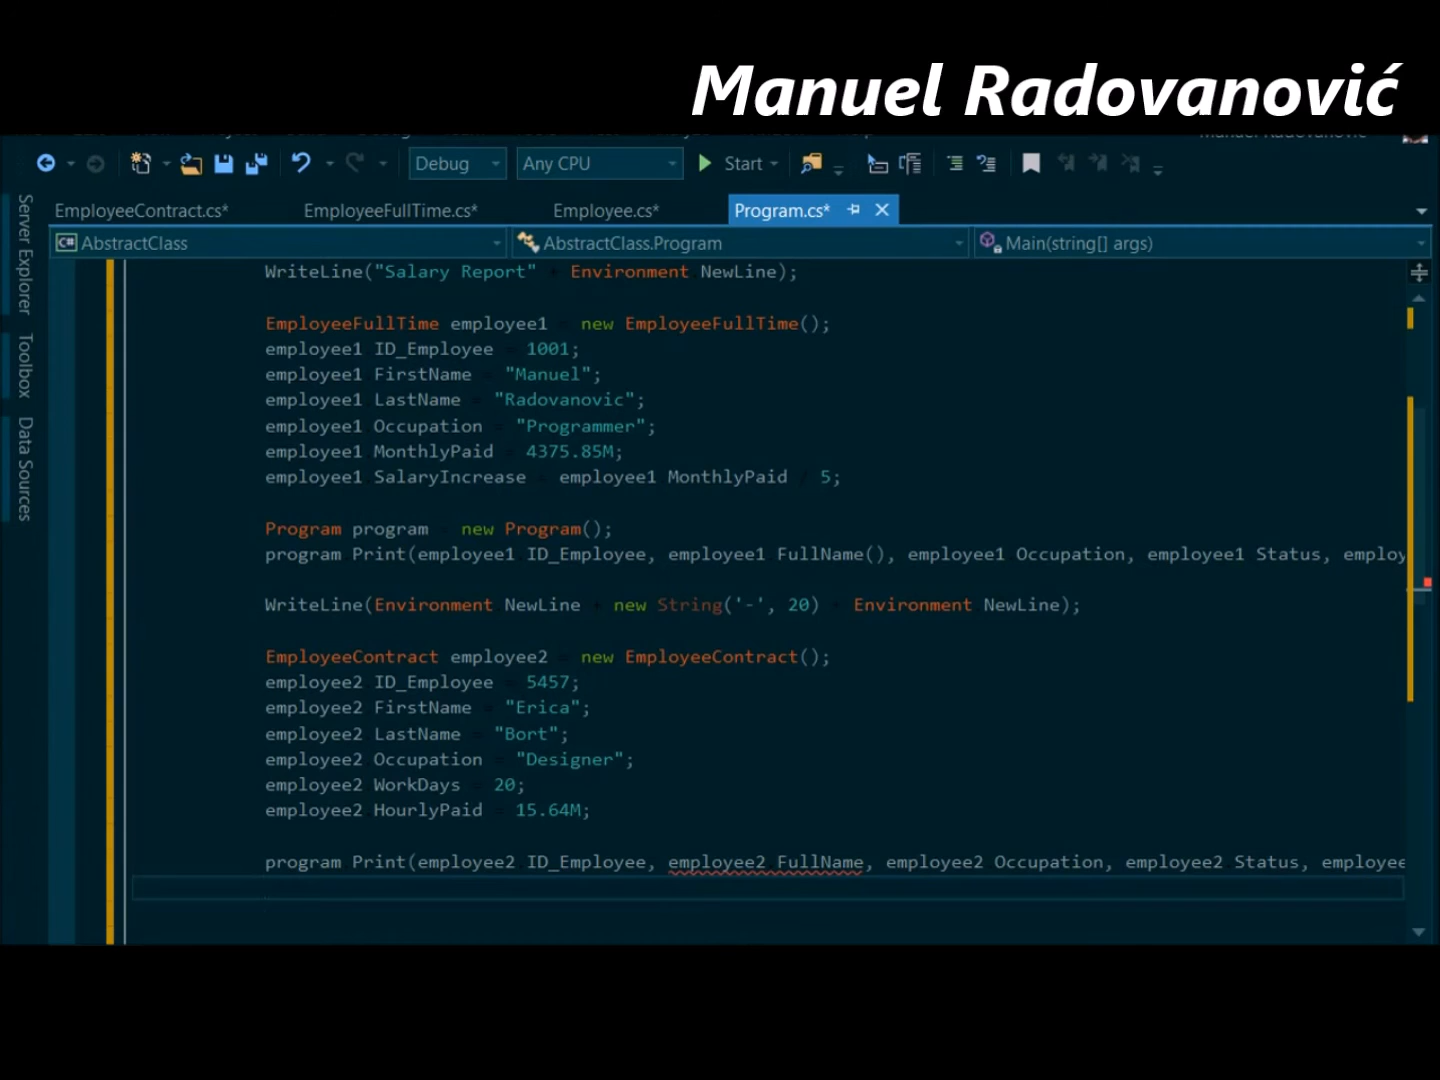 Manuel Radovanović
Debug Any CPU Start
EmployeeContract.cs* EmployeeFullTime.cs* Employee.cs* Program.cs*
C# AbstractClass AbstractClass.Program Main(string[] args)
Server Explorer
Toolbox
Data Sources
WriteLine("Salary Report" Environment NewLine);
EmployeeFullTime employee1 = new EmployeeFullTime();
employee1 ID_Employee = 1001;
employee1 FirstName = "Manuel";
employee1 LastName = "Radovanovic";
employee1 Occupation = "Programmer";
employee1 MonthlyPaid = 4375.85M;
employee1 SalaryIncrease = employee1 MonthlyPaid / 5;
Program program = new Program();
program Print(employee1 ID_Employee, employee1 FullName(), employee1 Occupation, employee1 Status, employ
WriteLine(Environment NewLine + new String('-', 20) + Environment NewLine);
EmployeeContract employee2 = new EmployeeContract();
employee2 ID_Employee = 5457;
employee2 FirstName = "Erica";
employee2 LastName = "Bort";
employee2 Occupation = "Designer";
employee2 WorkDays = 20;
employee2 HourlyPaid = 15.64M;
program Print(employee2 ID_Employee, employee2 FullName, employee2 Occupation, employee2 Status, employee